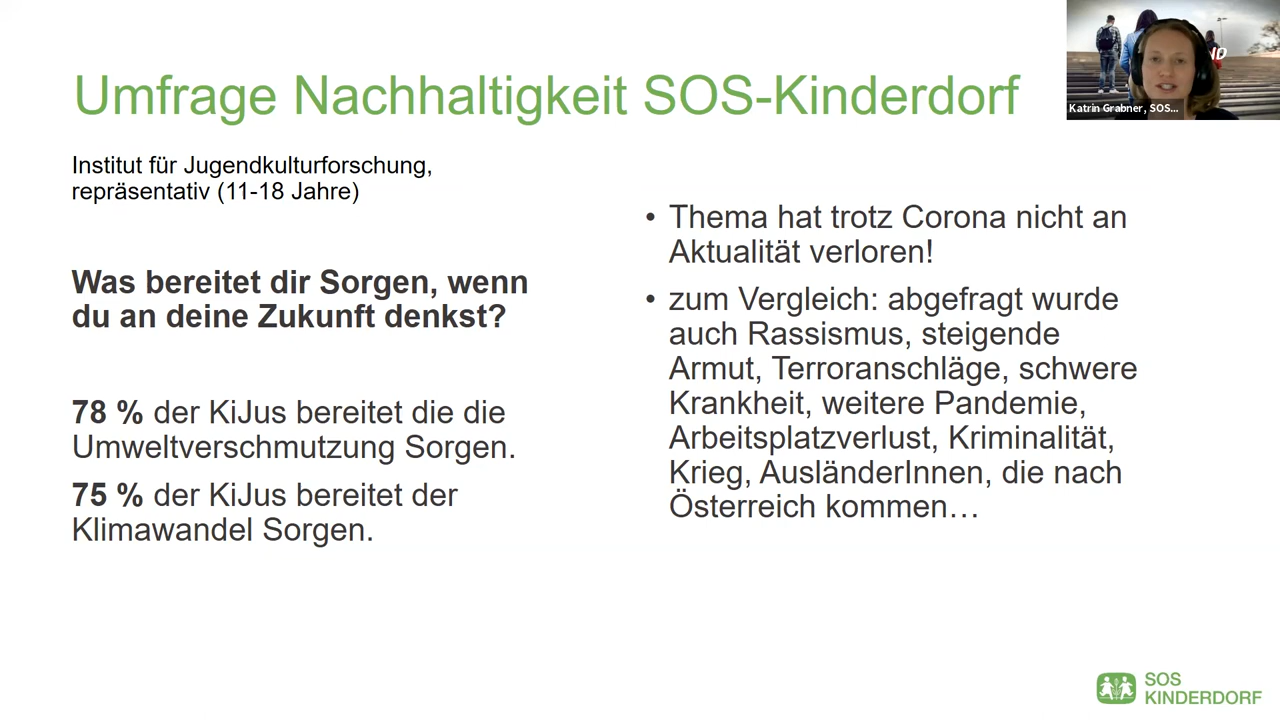 Umfrage Nachhaltigkeit SOS-Kinderdorf
Katrin Grabner, SOS...
Institut für Jugendkulturforschung,
repräsentativ (11-18 Jahre)
Was bereitet dir Sorgen, wenn
du an deine Zukunft denkst?
78 % der KiJus bereitet die die
Umweltverschmutzung Sorgen.
75 % der KiJus bereitet der
Klimawandel Sorgen.
• Thema hat trotz Corona nicht an
Aktualität verloren!
• zum Vergleich: abgefragt wurde
auch Rassismus, steigende
Armut, Terroranschläge, schwere
Krankheit, weitere Pandemie,
Arbeitsplatzverlust, Kriminalität,
Krieg, AusländerInnen, die nach
Österreich kommen…
SOS
KINDERDORF